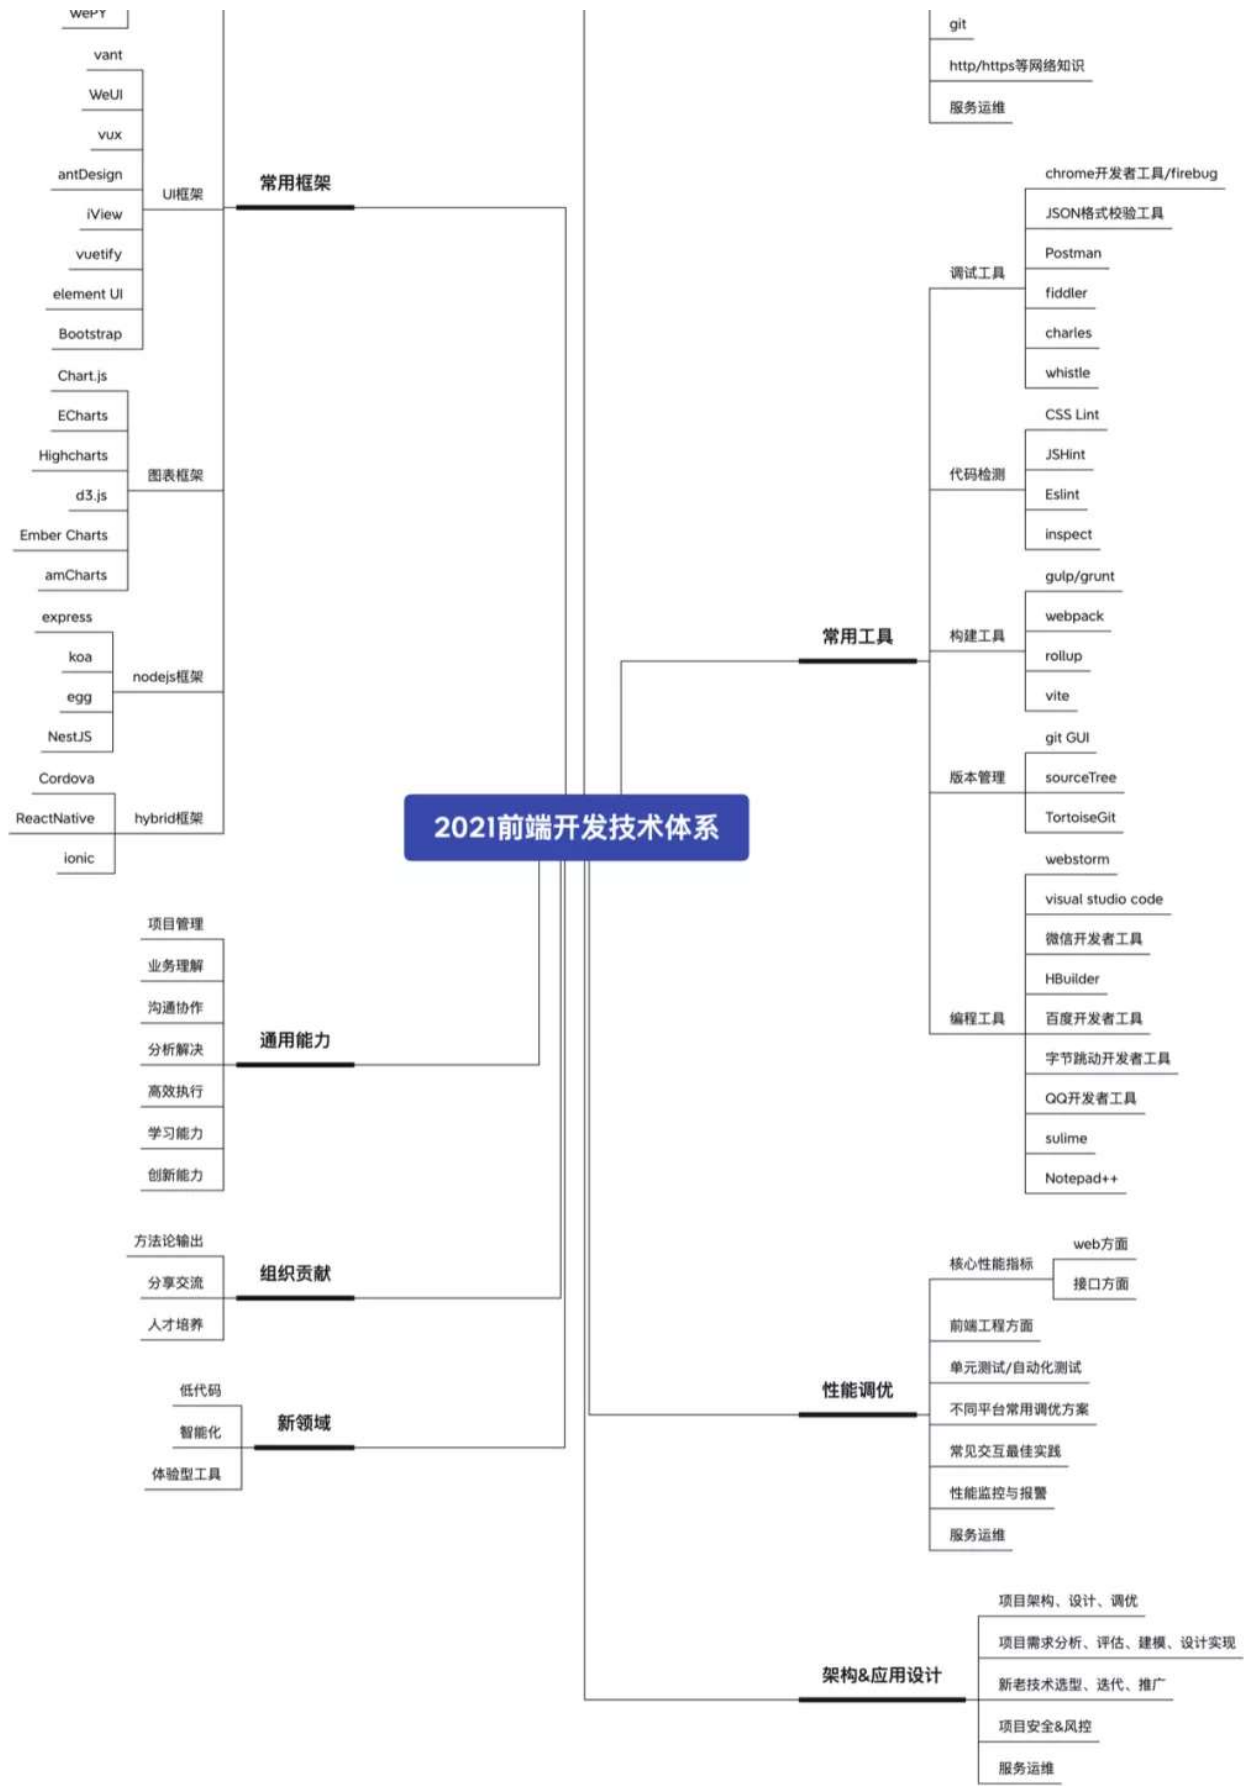 wePY
vant
WeUI
vux
antDesign
iView
vuetify
element UI
Bootstrap
UI框架
常用框架
Chart.js
ECharts
Highcharts
d3.js
Ember Charts
amCharts
图表框架
express
koa
egg
NestJS
nodejs框架
Cordova
ReactNative
ionic
hybrid框架
2021前端开发技术体系
项目管理
业务理解
沟通协作
分析解决
高效执行
学习能力
创新能力
通用能力
方法论输出
分享交流
人才培养
组织贡献
低代码
智能化
体验型工具
新领域
git
http/https等网络知识
服务运维
常用工具
调试工具
chrome开发者工具/firebug
JSON格式校验工具
Postman
fiddler
charles
whistle
代码检测
CSS Lint
JSHint
Eslint
inspect
构建工具
gulp/grunt
webpack
rollup
vite
版本管理
git GUI
sourceTree
TortoiseGit
编程工具
webstorm
visual studio code
微信开发者工具
HBuilder
百度开发者工具
字节跳动开发者工具
QQ开发者工具
sulime
Notepad++
性能调优
核心性能指标
web方面
接口方面
前端工程方面
单元测试/自动化测试
不同平台常用调优方案
常见交互最佳实践
性能监控与报警
服务运维
架构&应用设计
项目架构、设计、调优
项目需求分析、评估、建模、设计实现
新老技术选型、迭代、推广
项目安全&风控
服务运维